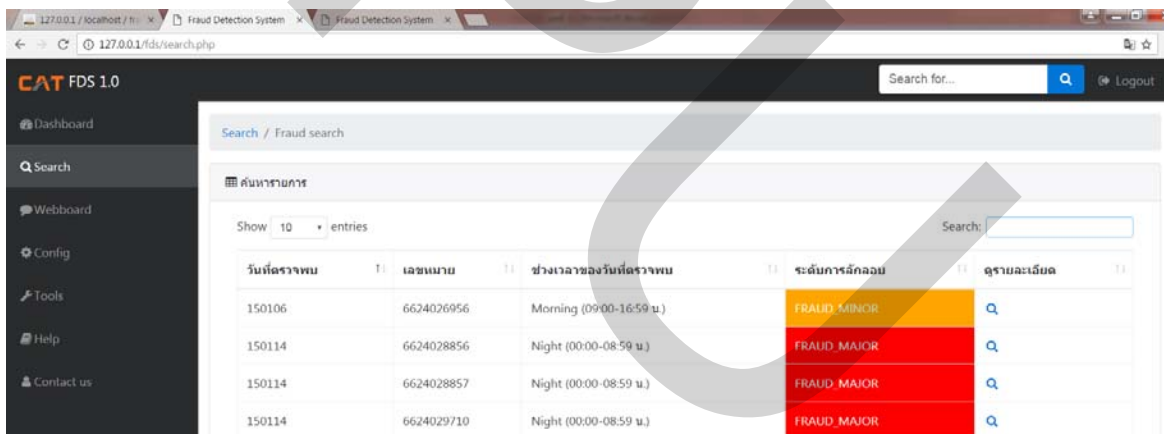 127.0.0.1 / localhost / fr
Fraud Detection System
Fraud Detection System
127.0.0.1/fds/search.php
CAT FDS 1.0
Search for...
Logout
Dashboard
Search / Fraud search
Search
ค้นหารายการ
Webboard
Show 10 entries
Search:
Config
วันที่ตรวจพบ เลขหมาย ช่วงเวลาของวันที่ตรวจพบ ระดับการลักลอบ ดูรายละเอียด
Tools
150106 6624026956 Morning (09:00-16:59 น.) FRAUD_MINOR
Help
150114 6624028856 Night (00:00-08:59 น.) FRAUD_MAJOR
Contact us
150114 6624028857 Night (00:00-08:59 น.) FRAUD_MAJOR
150114 6624029710 Night (00:00-08:59 น.) FRAUD_MAJOR